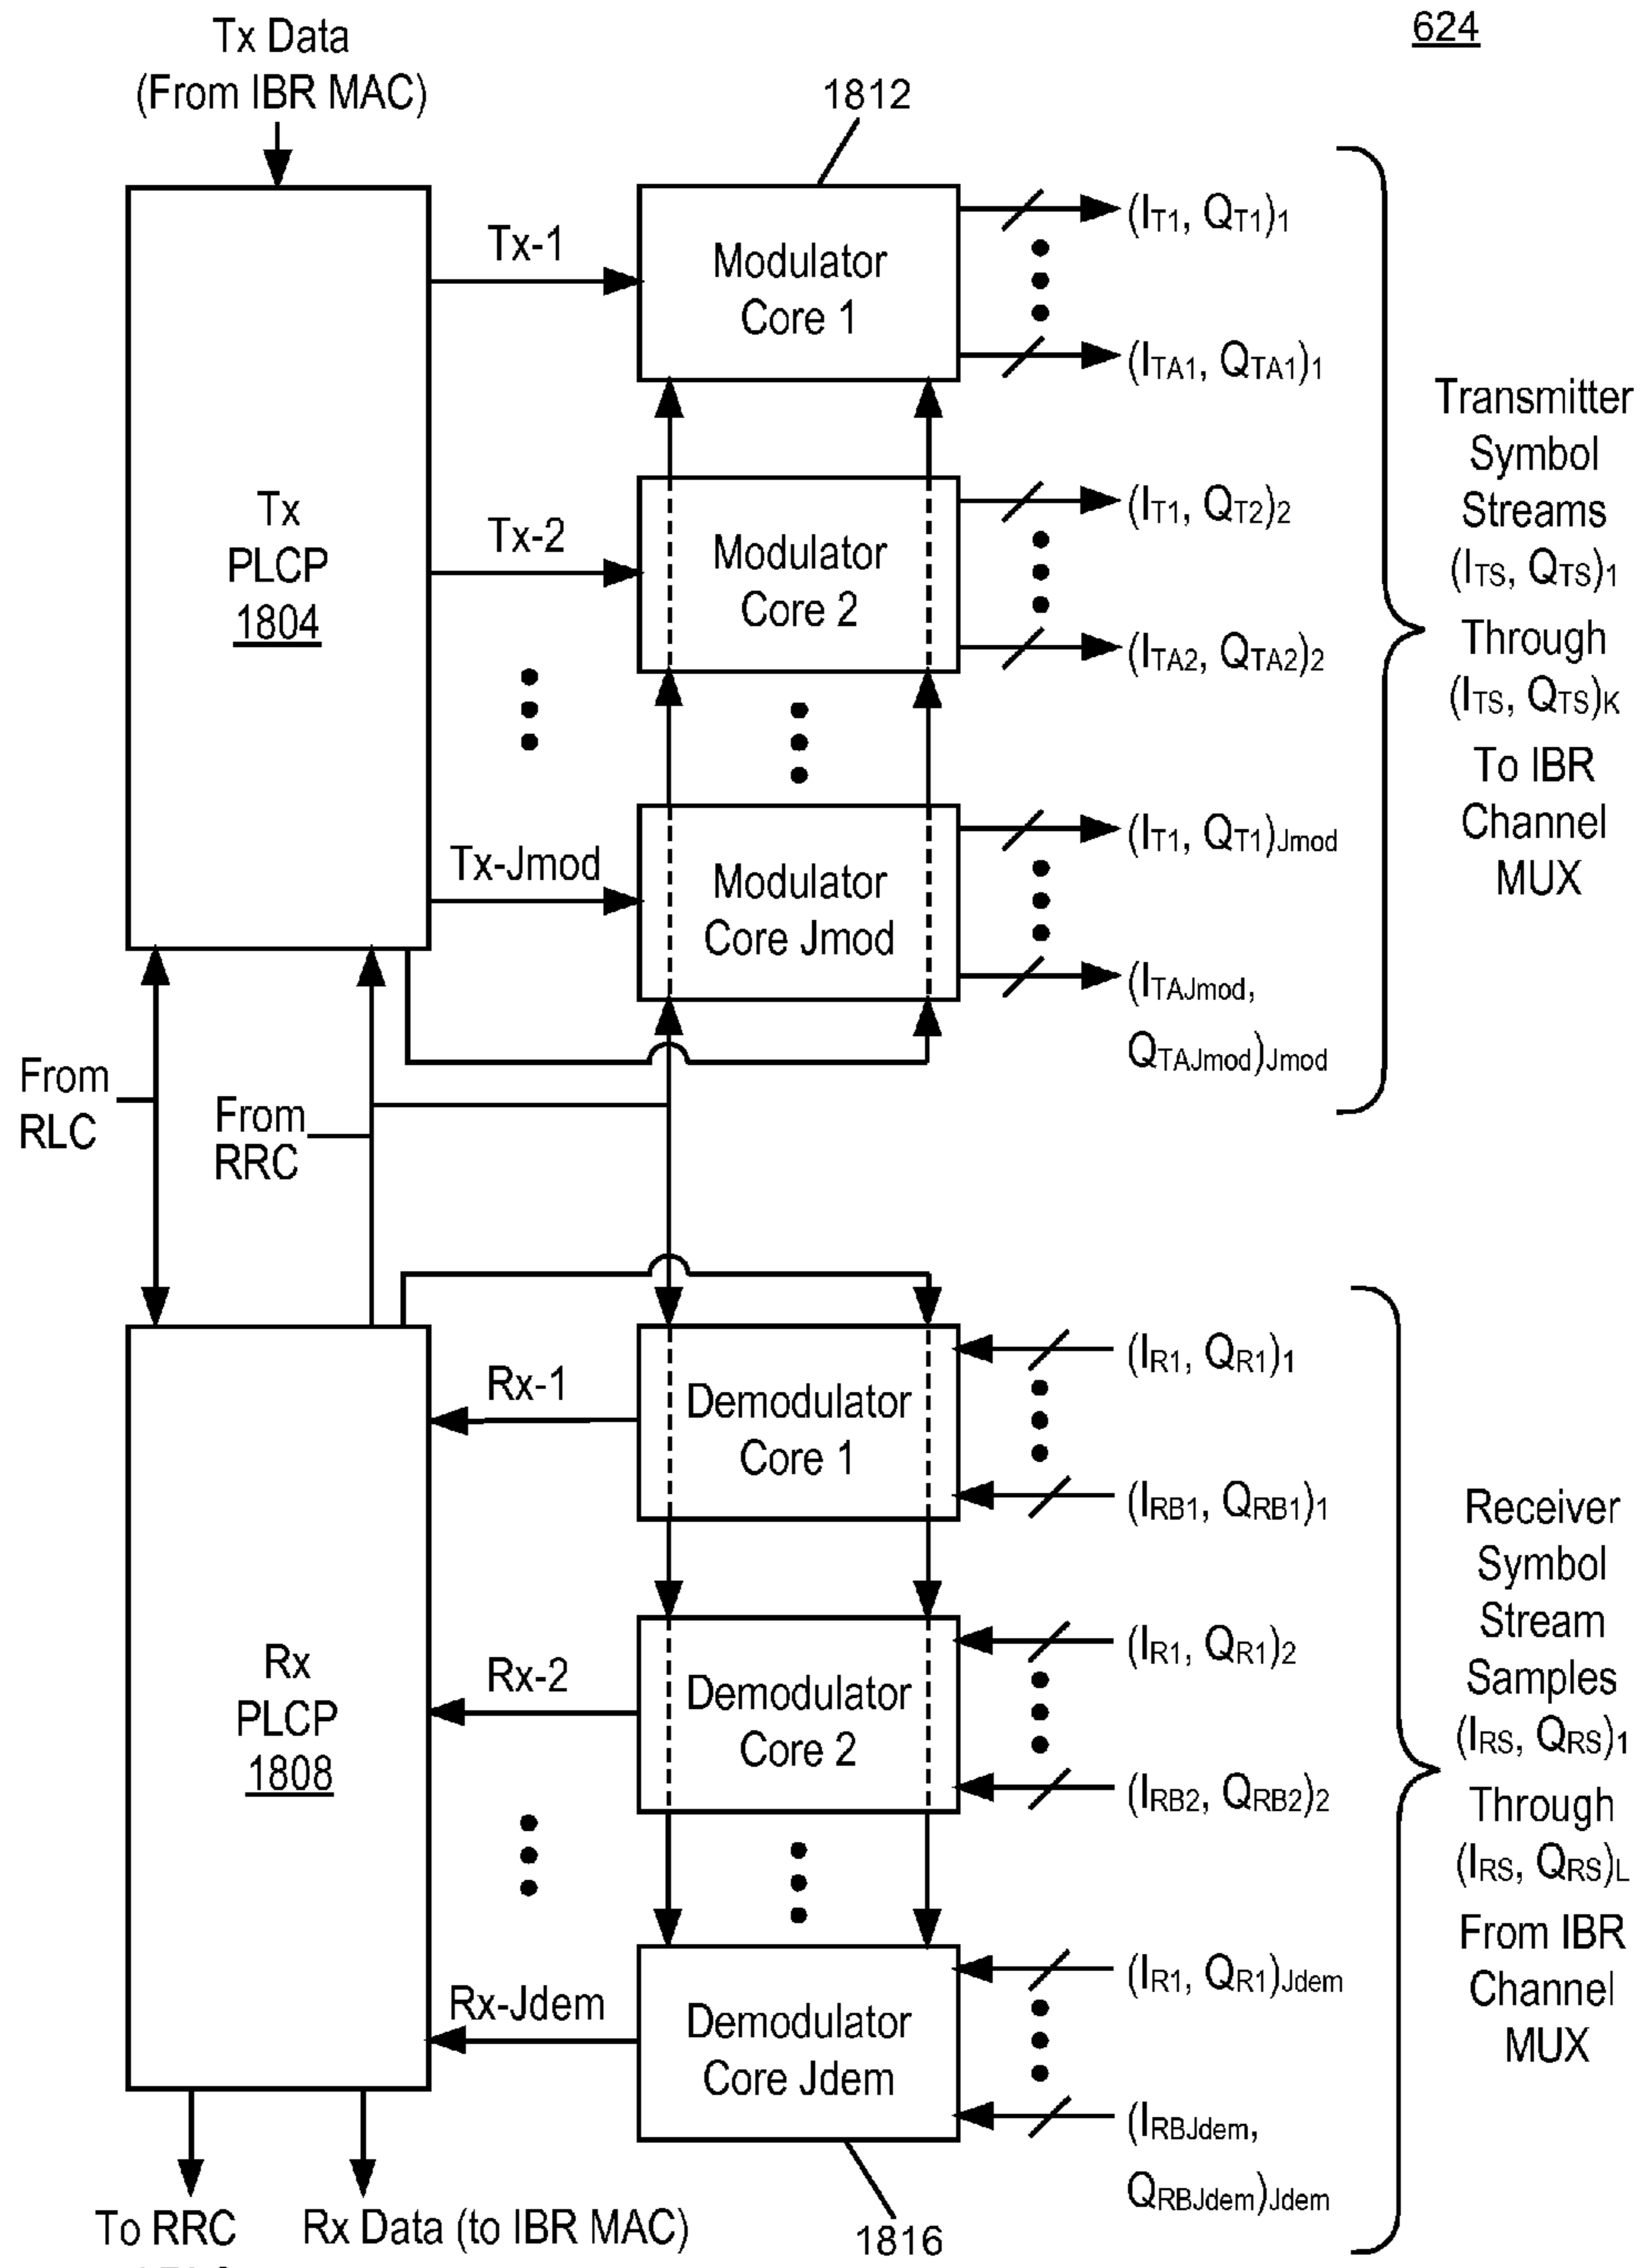 624
Tx Data
(From IBR MAC)
1812
Tx
PLCP
1804
Tx-1
Tx-2
Tx-Jmod
Modulator
Core 1
Modulator
Core 2
Modulator
Core Jmod
(IT1, QT1)1
(ITA1, QTA1)1
(IT1, QT2)2
(ITA2, QTA2)2
(IT1, QT1)Jmod
(ITAJmod,
QTAJmod)Jmod
Transmitter
Symbol
Streams
(ITS, QTS)1
Through
(ITS, QTS)K
To IBR
Channel
MUX
From
RLC
From
RRC
Rx
PLCP
1808
Rx-1
Rx-2
Rx-Jdem
Demodulator
Core 1
Demodulator
Core 2
Demodulator
Core Jdem
(IR1, QR1)1
(IRB1, QRB1)1
(IR1, QR1)2
(IRB2, QRB2)2
(IR1, QR1)Jdem
(IRBJdem,
QRBJdem)Jdem
Receiver
Symbol
Stream
Samples
(IRS, QRS)1
Through
(IRS, QRS)L
From IBR
Channel
MUX
To RRC
Rx Data (to IBR MAC)
1816